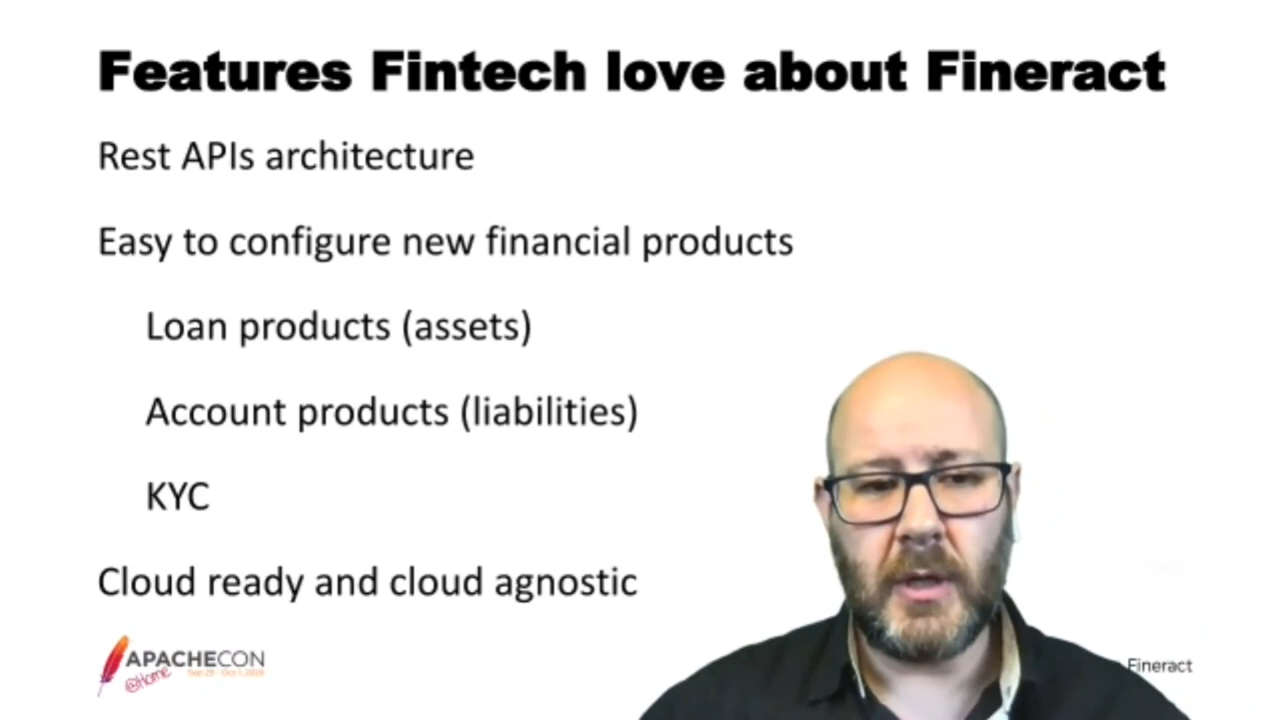 Features Fintech love about Fineract
Rest APIs architecture
Easy to configure new financial products
Loan products (assets)
Account products (liabilities)
KYC
Cloud ready and cloud agnostic
APACHECON
@Home
Fineract